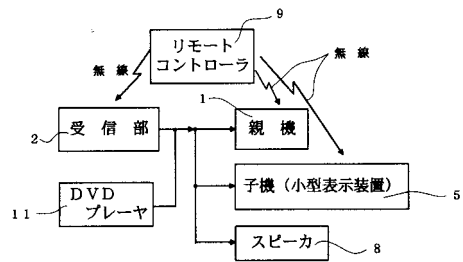 9
リモート
コントローラ
無 線
無 線
1
2
受 信 部
親 機
11
DVD
プレーヤ
子機(小型表示装置)
5
スピーカ
8